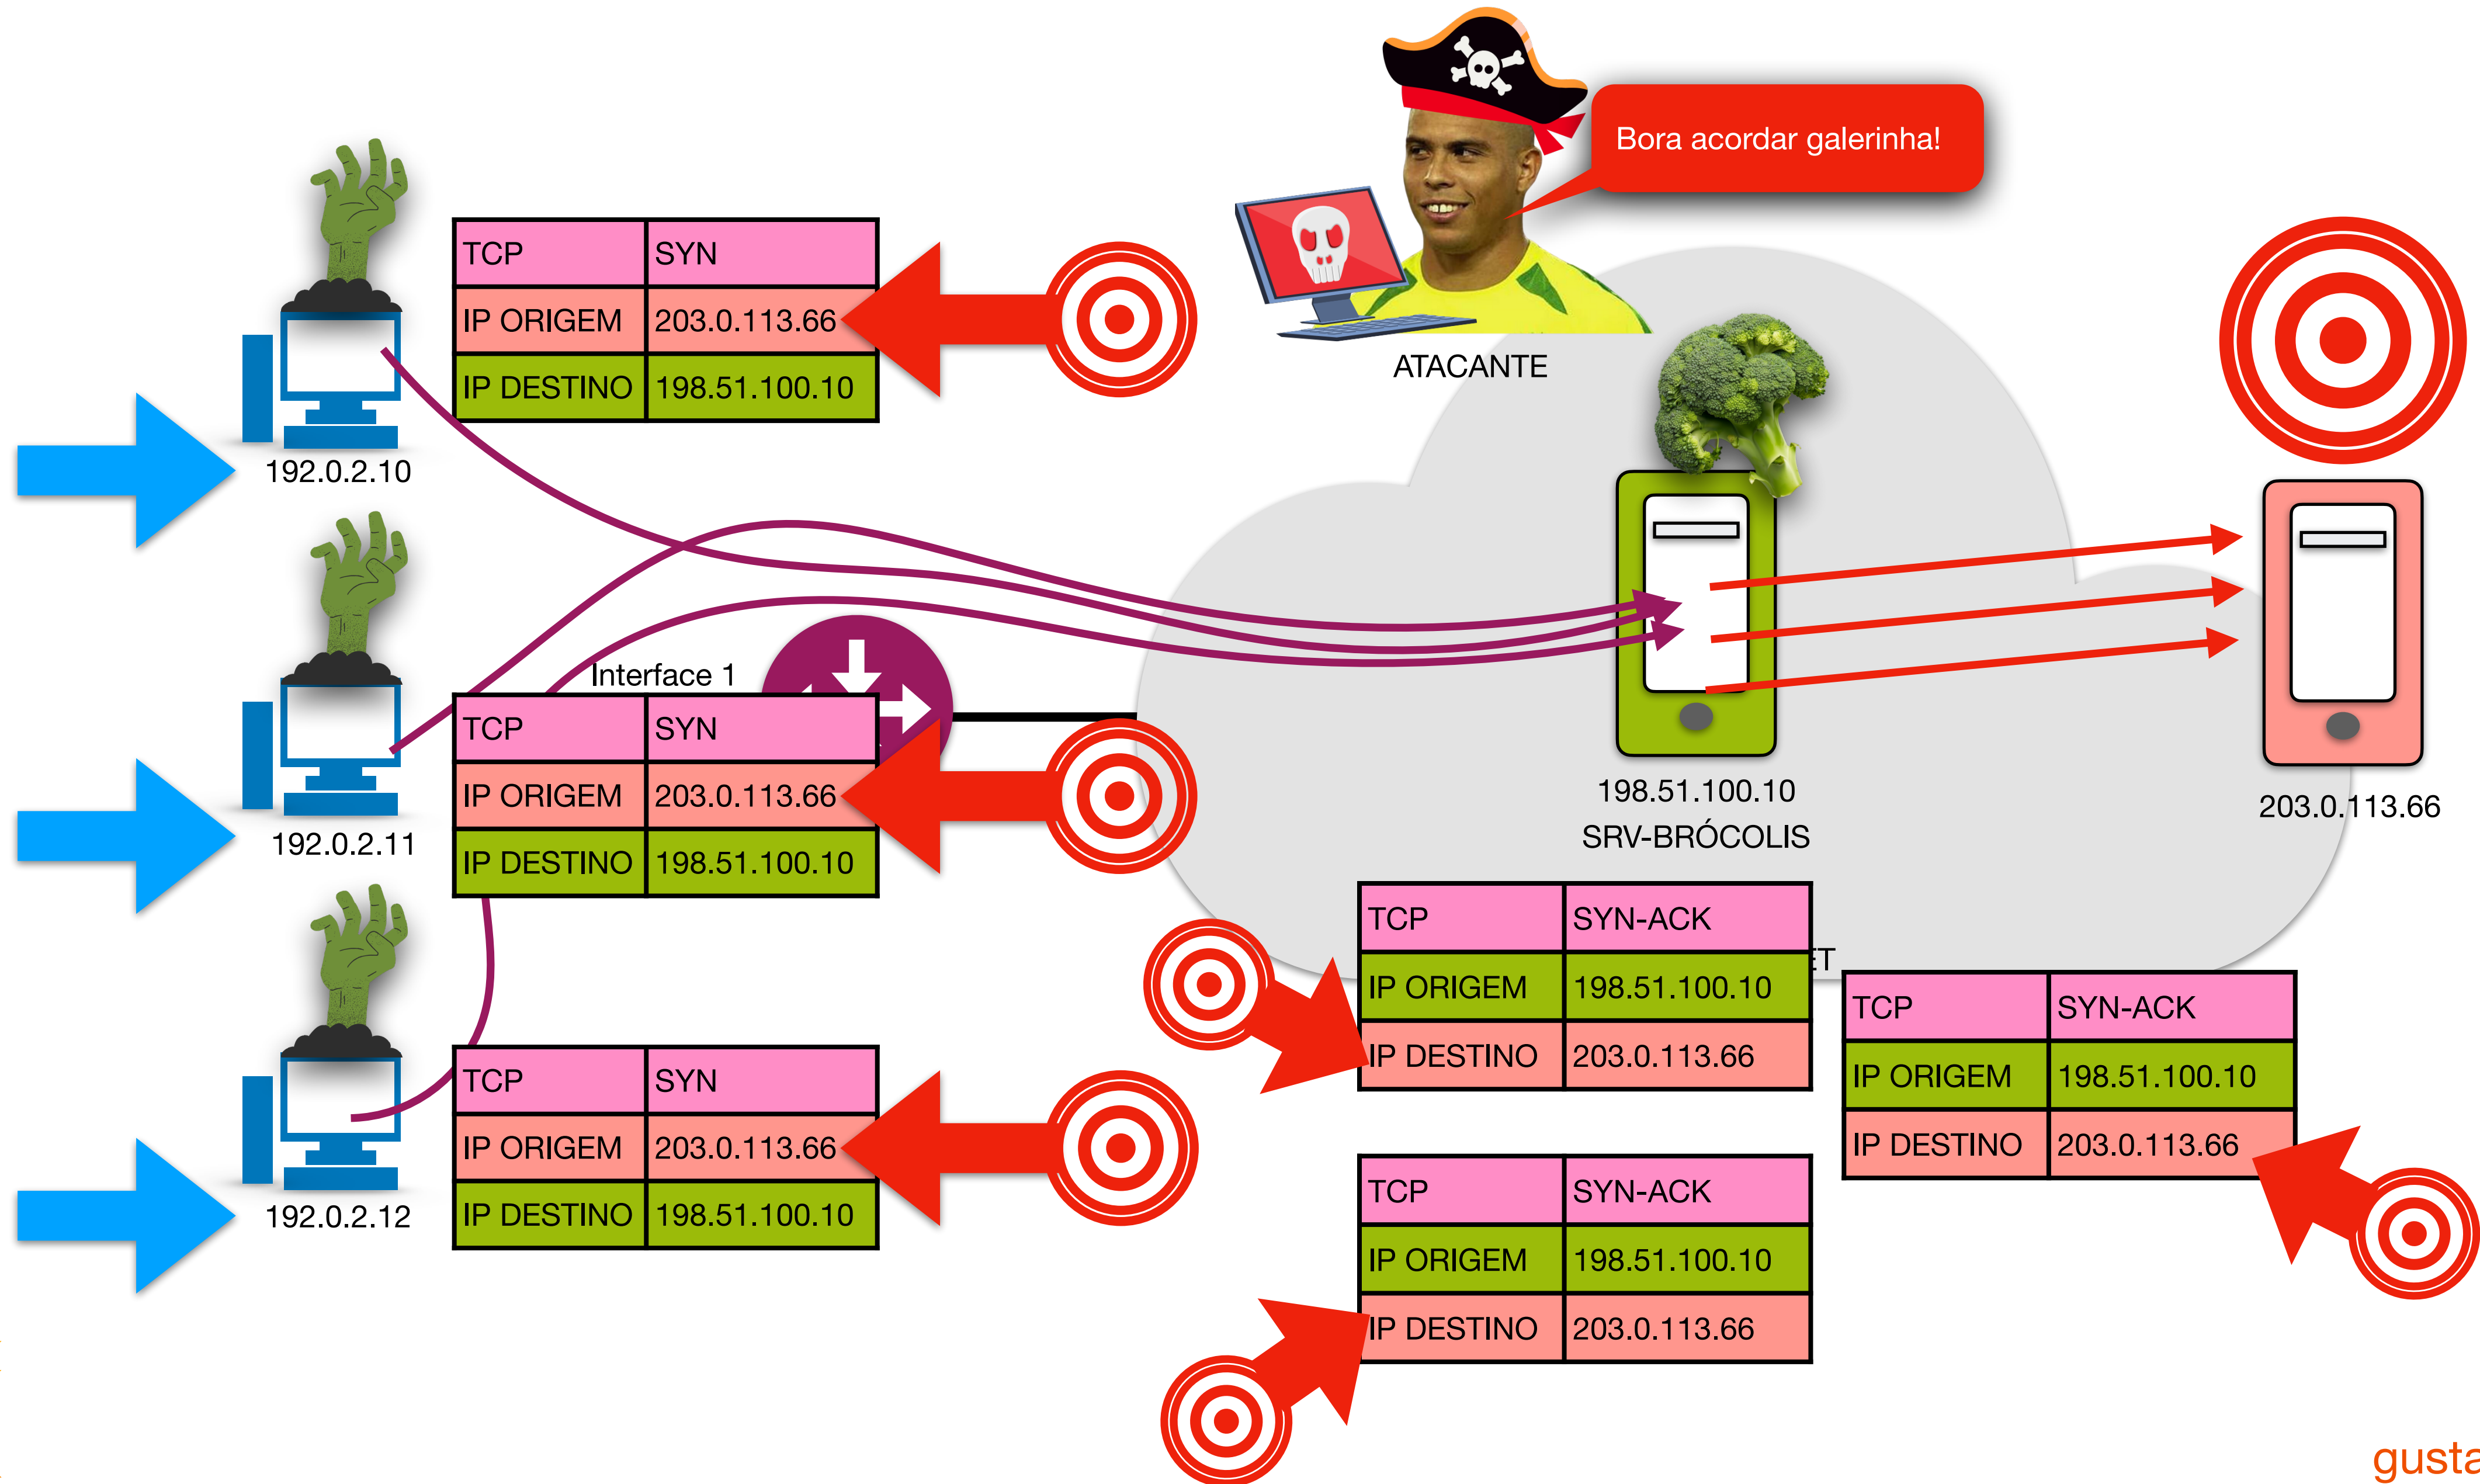 Bora acordar galerinha!
ATACANTE
TCP SYN
IP ORIGEM 203.0.113.66
IP DESTINO 198.51.100.10
192.0.2.10
Interface 1
TCP SYN
IP ORIGEM 203.0.113.66
IP DESTINO 198.51.100.10
192.0.2.11
198.51.100.10
SRV-BRÓCOLIS
203.0.113.66
TCP SYN-ACK
IP ORIGEM 198.51.100.10
IP DESTINO 203.0.113.66
TCP SYN-ACK
IP ORIGEM 198.51.100.10
IP DESTINO 203.0.113.66
TCP SYN
IP ORIGEM 203.0.113.66
IP DESTINO 198.51.100.10
192.0.2.12
TCP SYN-ACK
IP ORIGEM 198.51.100.10
IP DESTINO 203.0.113.66